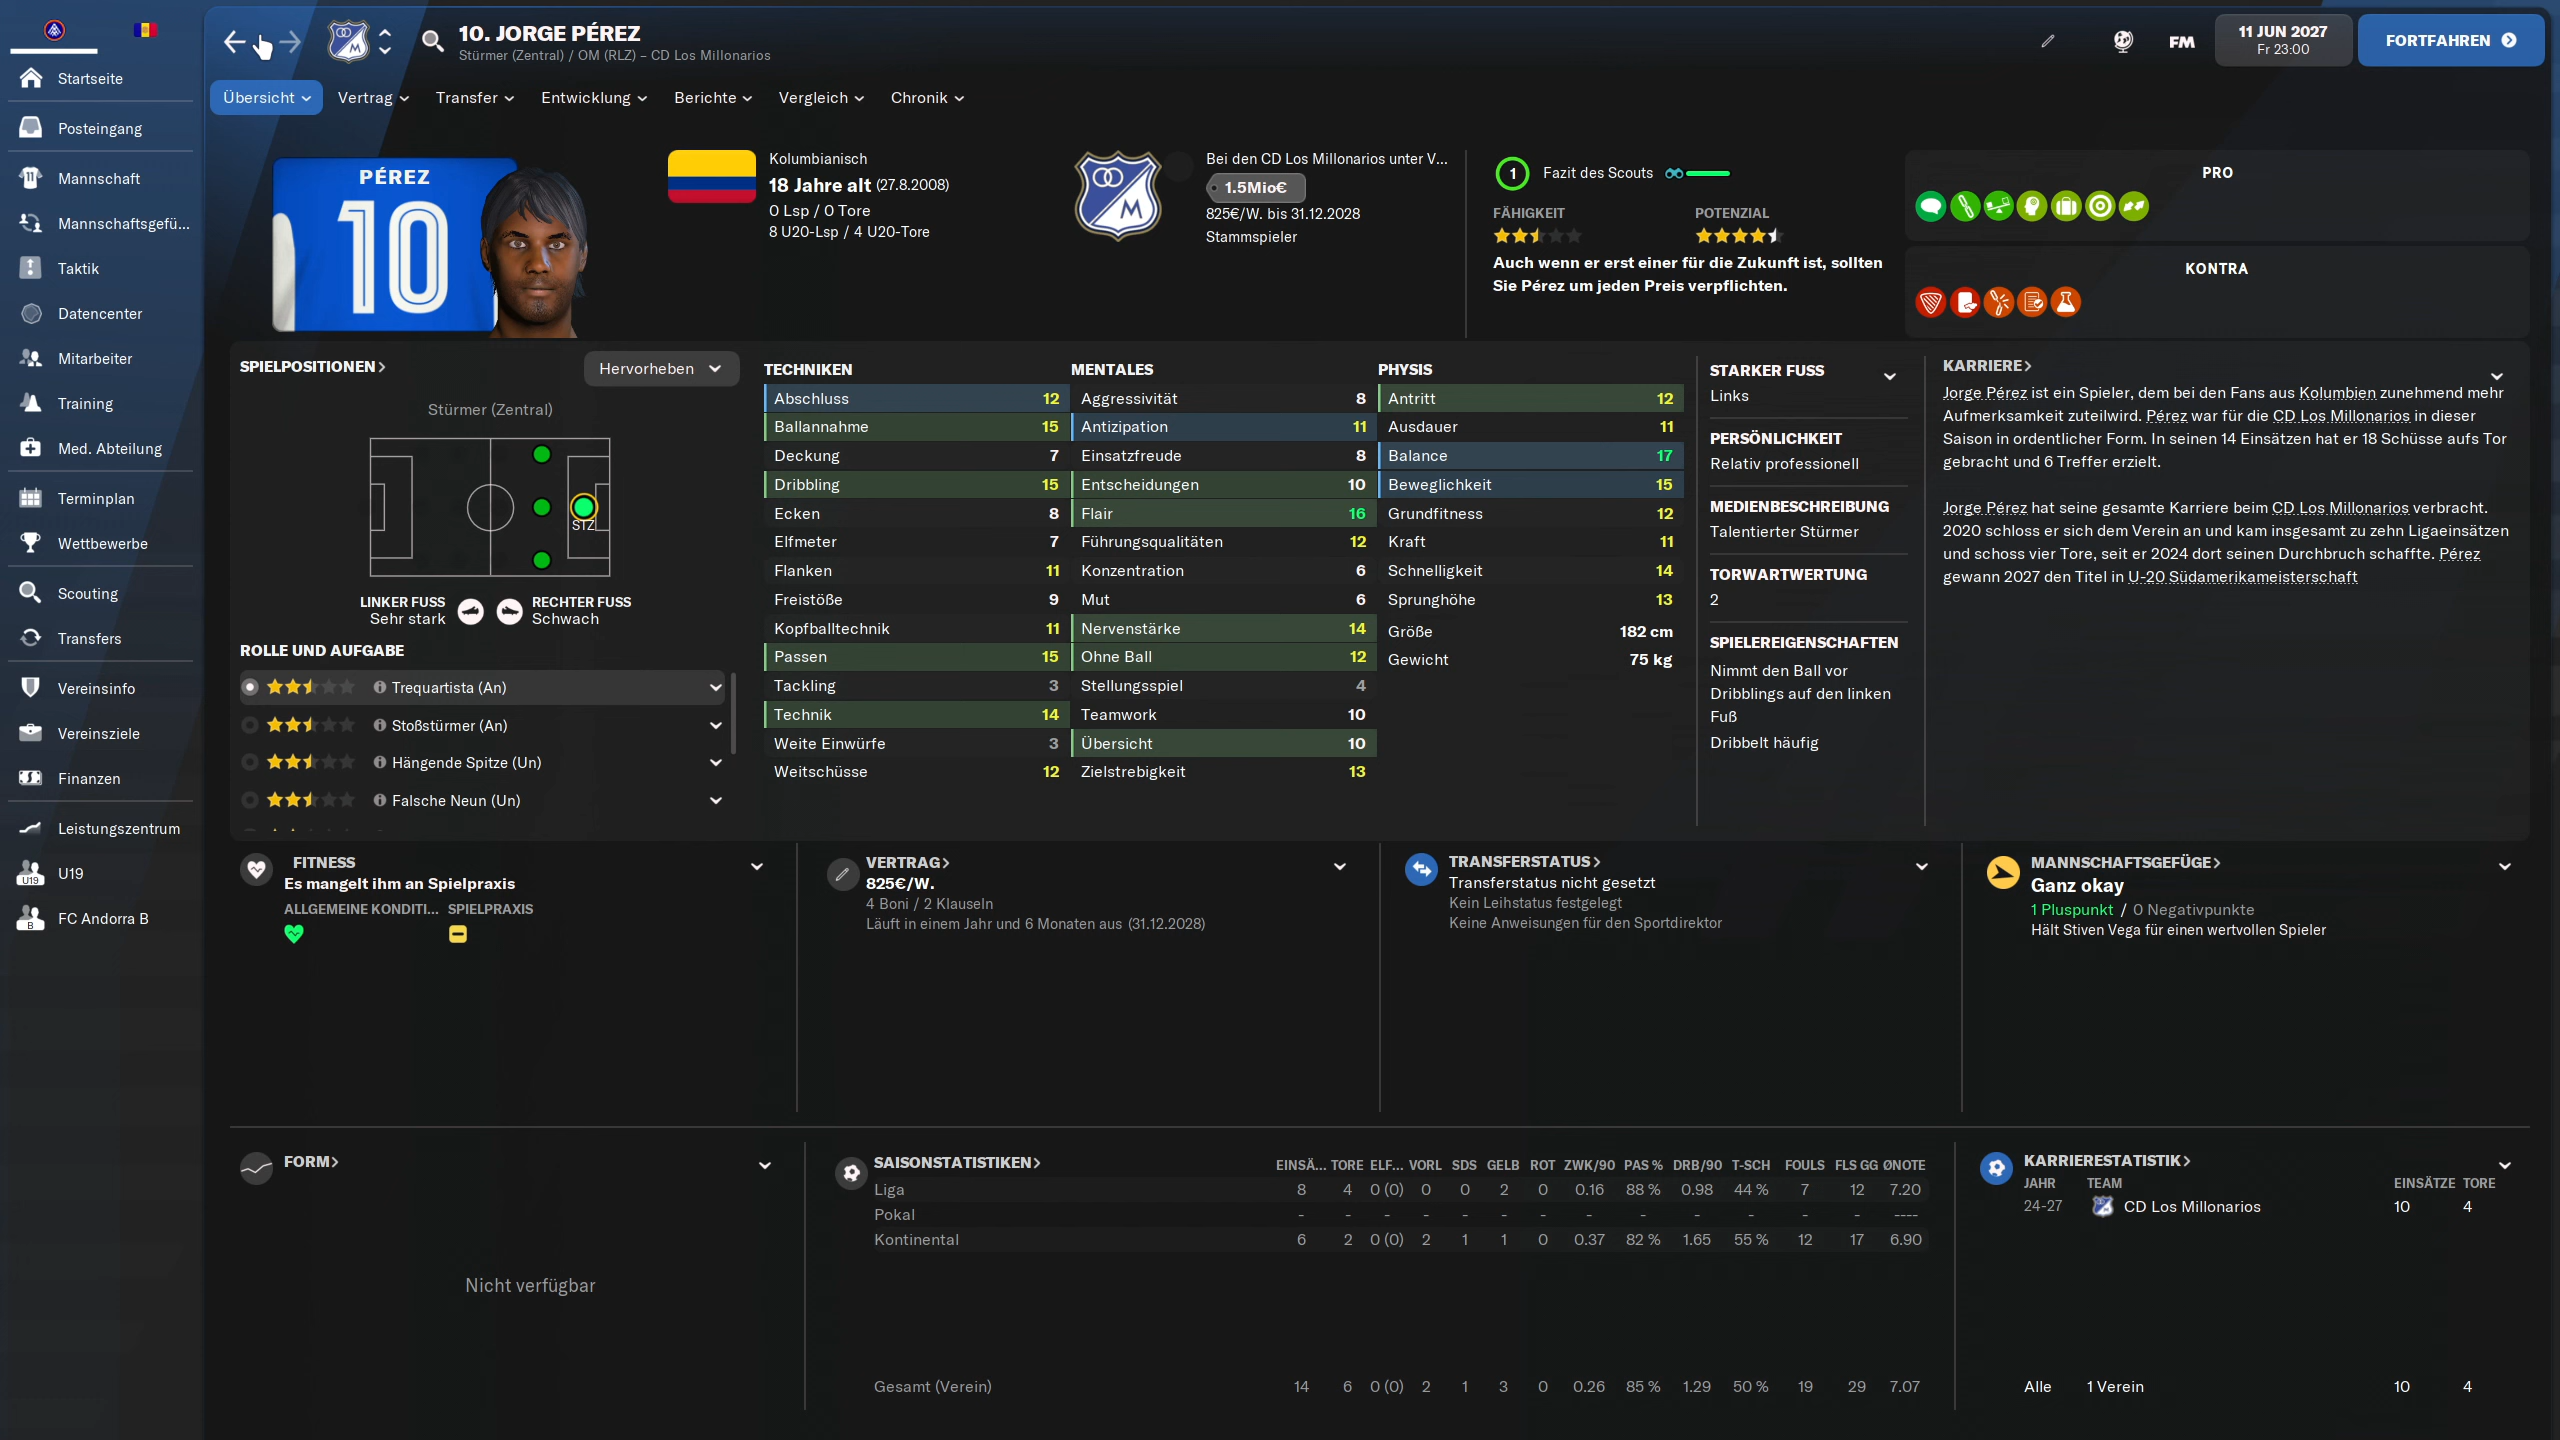 10. JORGE PÉREZ
Stürmer (Zentral) / OM (RLZ) – CD Los Millonarios
FM
11 JUN 2027
Fr 23:00
FORTFAHREN
Startseite
Posteingang
Mannschaft
Mannschaftsgefü...
Taktik
Datencenter
Mitarbeiter
Training
Med. Abteilung
Terminplan
Wettbewerbe
Scouting
Transfers
Vereinsinfo
Vereinsziele
Finanzen
Leistungszentrum
U19
U19
B
FC Andorra B
Übersicht Vertrag Transfer Entwicklung Berichte Vergleich Chronik
PÉREZ
10
Kolumbianisch
18 Jahre alt (27.8.2008)
0 Lsp / 0 Tore
8 U20-Lsp / 4 U20-Tore
M
Bei den CD Los Millonarios unter V...
1.5Mio€
825€/W. bis 31.12.2028
Stammspieler
1 Fazit des Scouts
FÄHIGKEIT POTENZIAL
Auch wenn er erst einer für die Zukunft ist, sollten
Sie Pérez um jeden Preis verpflichten.
PRO
KONTRA
SPIELPOSITIONEN
Hervorheben
Stürmer (Zentral)
STZ
LINKER FUSS
Sehr stark
RECHTER FUSS
Schwach
ROLLE UND AUFGABE
Trequartista (An)
Stoßstürmer (An)
Hängende Spitze (Un)
Falsche Neun (Un)
TECHNIKEN
Abschluss 12
Ballannahme 15
Deckung 7
Dribbling 15
Ecken 8
Elfmeter 7
Flanken 11
Freistöße 9
Kopfballtechnik 11
Passen 15
Tackling 3
Technik 14
Weite Einwürfe 3
Weitschüsse 12
MENTALES
Aggressivität 8
Antizipation 11
Einsatzfreude 8
Entscheidungen 10
Flair 16
Führungsqualitäten 12
Konzentration 6
Mut 6
Nervenstärke 14
Ohne Ball 12
Stellungsspiel 4
Teamwork 10
Übersicht 10
Zielstrebigkeit 13
PHYSIS
Antritt 12
Ausdauer 11
Balance 17
Beweglichkeit 15
Grundfitness 12
Kraft 11
Schnelligkeit 14
Sprunghöhe 13
Größe 182 cm
Gewicht 75 kg
STARKER FUSS
Links
PERSÖNLICHKEIT
Relativ professionell
MEDIENBESCHREIBUNG
Talentierter Stürmer
TORWARTWERTUNG
2
SPIELEREIGENSCHAFTEN
Nimmt den Ball vor
Dribblings auf den linken
Fuß
Dribbelt häufig
KARRIERE
Jorge Pérez ist ein Spieler, dem bei den Fans aus Kolumbien zunehmend mehr
Aufmerksamkeit zuteilwird. Pérez war für die CD Los Millonarios in dieser
Saison in ordentlicher Form. In seinen 14 Einsätzen hat er 18 Schüsse aufs Tor
gebracht und 6 Treffer erzielt.
Jorge Pérez hat seine gesamte Karriere beim CD Los Millonarios verbracht.
2020 schloss er sich dem Verein an und kam insgesamt zu zehn Ligaeinsätzen
und schoss vier Tore, seit er 2024 dort seinen Durchbruch schaffte. Pérez
gewann 2027 den Titel in U-20 Südamerikameisterschaft
FITNESS
Es mangelt ihm an Spielpraxis
ALLGEMEINE KONDITI... SPIELPRAXIS
VERTRAG
825€/W.
4 Boni / 2 Klauseln
Läuft in einem Jahr und 6 Monaten aus (31.12.2028)
TRANSFERSTATUS
Transferstatus nicht gesetzt
Kein Leihstatus festgelegt
Keine Anweisungen für den Sportdirektor
MANNSCHAFTSGEFÜGE
Ganz okay
1 Pluspunkt / 0 Negativpunkte
Hält Stiven Vega für einen wertvollen Spieler
FORM
Nicht verfügbar
SAISONSTATISTIKEN EINSÄ... TORE ELF... VORL SDS GELB ROT ZWK/90 PAS % DRB/90 T-SCH FOULS FLS GG ØNOTE
Liga 8 4 0 (0) 0 0 2 0 0.16 88 % 0.98 44 % 7 12 7.20
Pokal - - - - - - - - - - - - - ----
Kontinental 6 2 0 (0) 2 1 1 0 0.37 82 % 1.65 55 % 12 17 6.90
Gesamt (Verein) 14 6 0 (0) 2 1 3 0 0.26 85 % 1.29 50 % 19 29 7.07
KARRIERESTATISTIK
JAHR TEAM EINSÄTZE TORE
24-27 CD Los Millonarios 10 4
Alle 1 Verein 10 4